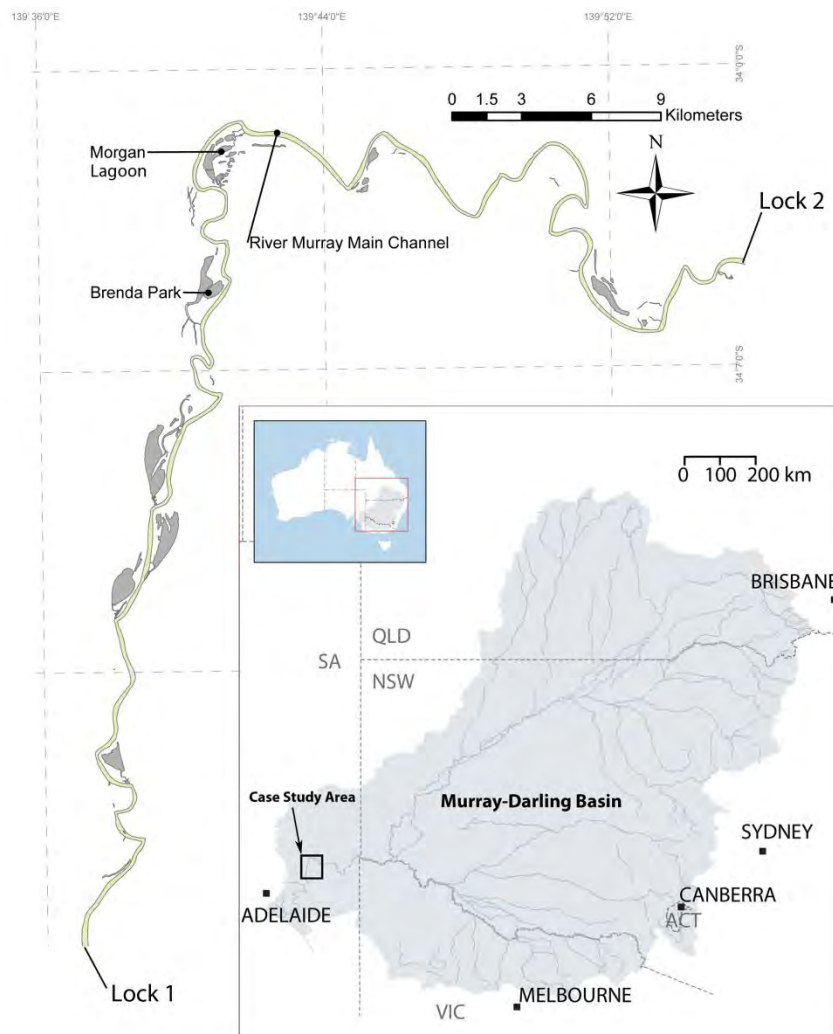 139°36'0"E
139°44'0"E
139°52'0"E
34°0'0"S
0 1.5 3 6 9
Kilometers
N
Morgan
Lagoon
River Murray Main Channel
Lock 2
Brenda Park
34°7'0"S
0 100 200 km
BRISBANE
QLD
SA
NSW
Case Study Area
Murray-Darling Basin
SYDNEY
CANBERRA
ACT
ADELAIDE
Lock 1
VIC
MELBOURNE